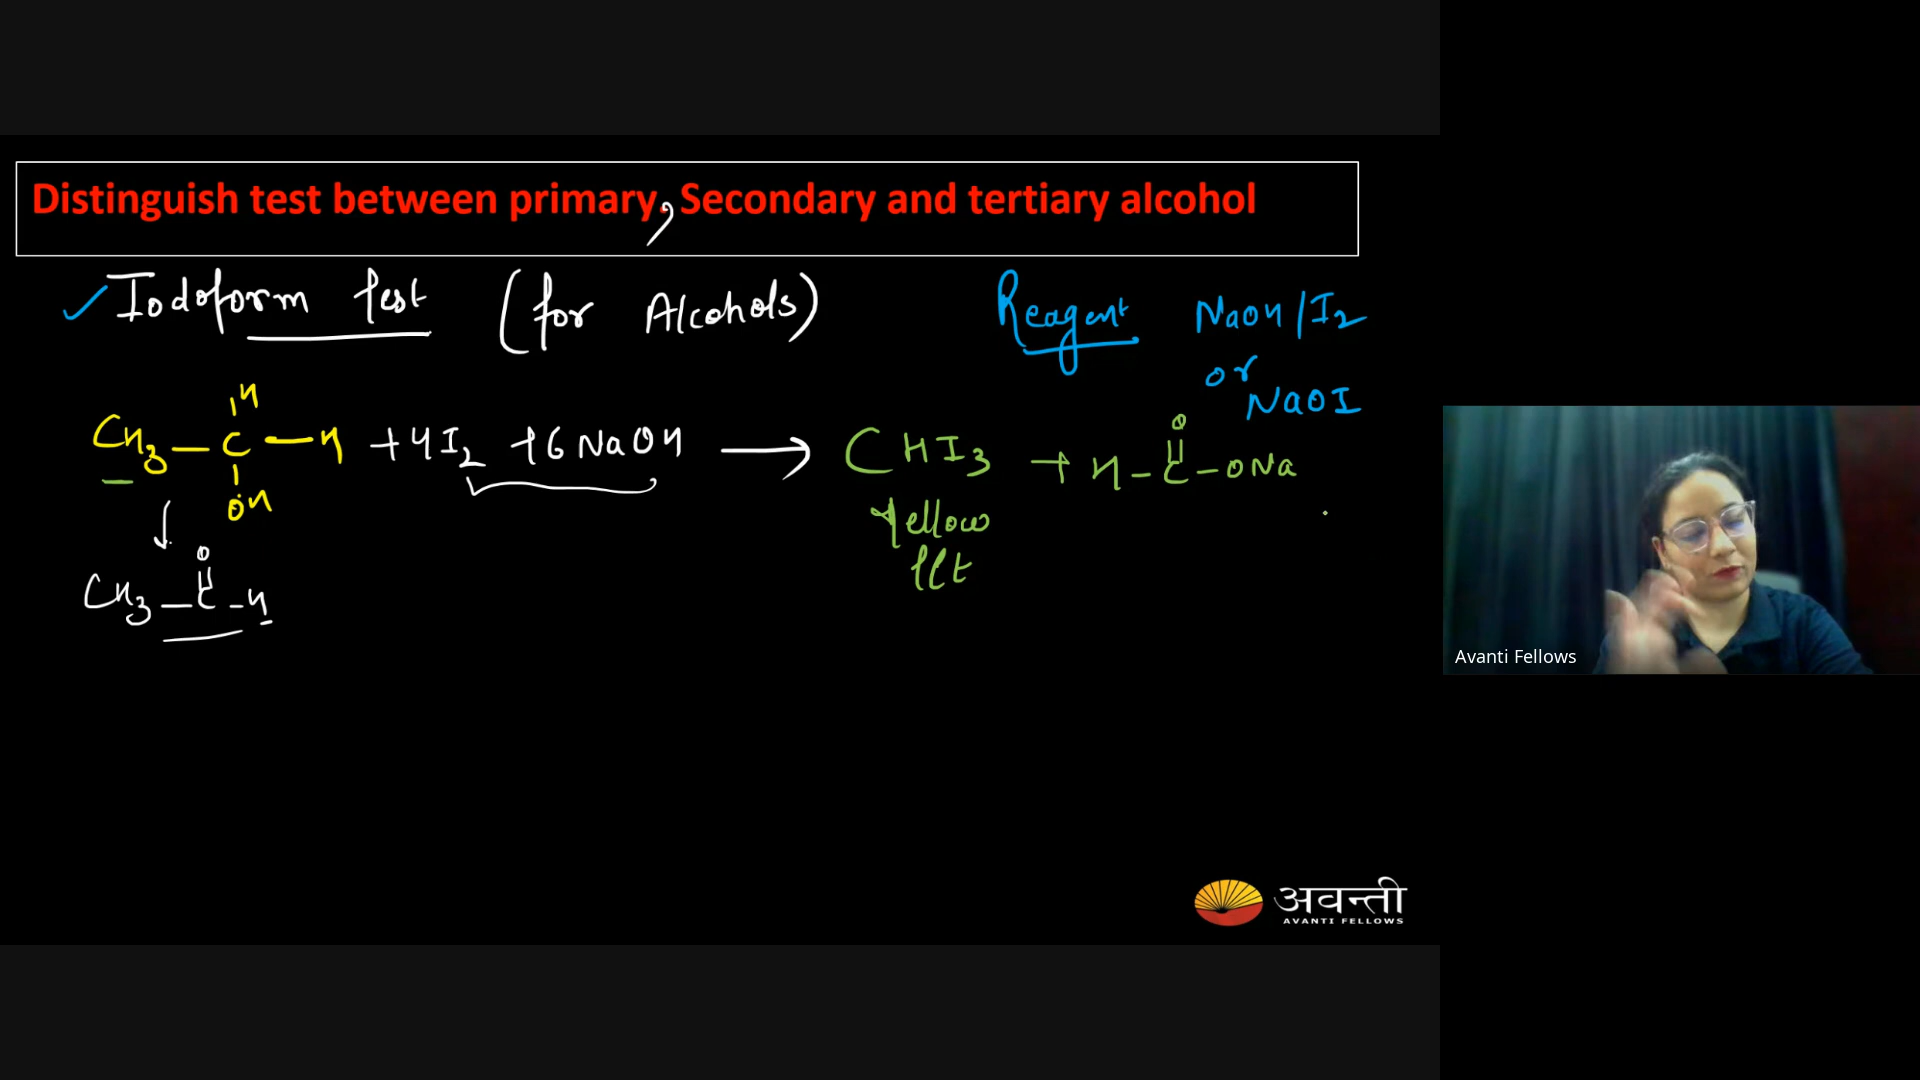 Distinguish test between primary, Secondary and tertiary alcohol
✓ Iodoform test (for Alcohols)
Reagent NaOH/I2
or
NaOI
H
CH3 — C — H + 4I2 + 6NaOH ⟶ CHI3 + H - C - ONa
O
OH
Yellow
PPt
O
CH3 — C - H
Avanti Fellows
अवन्ती
AVANTI FELLOWS